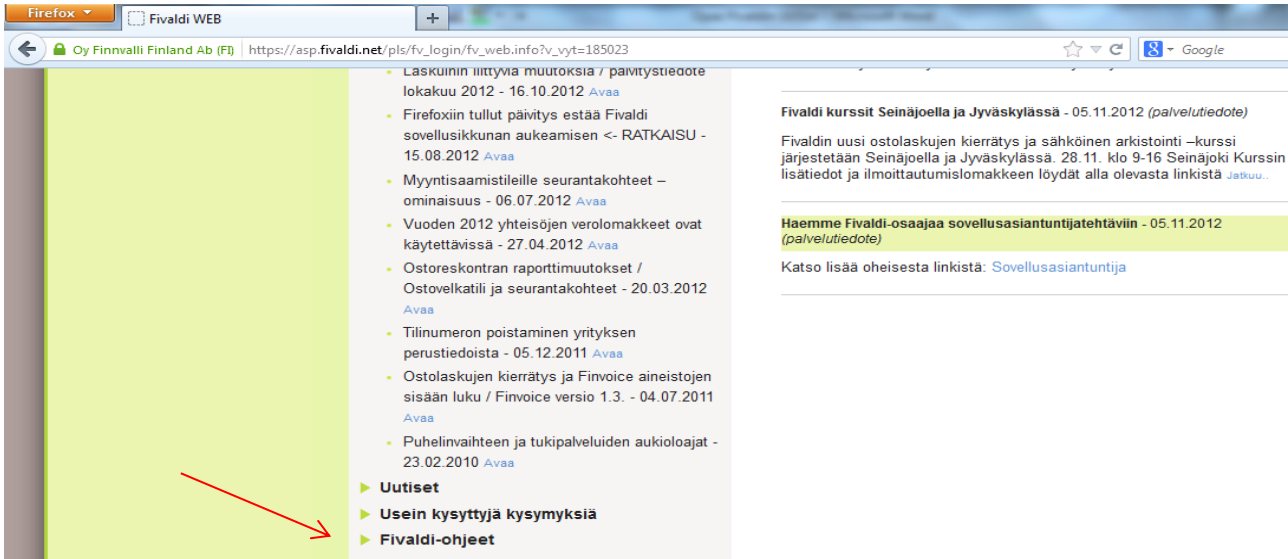 Firefox
Fivaldi WEB
+
Oy Finnvalli Finland Ab (FI)
https://asp.fivaldi.net/pls/fv_login/fv_web.info?v_vyt=185023
Google
Laskuihin liittyviä muutoksia / päivitystiedote
lokakuu 2012 - 16.10.2012 Avaa
Firefoxiin tullut päivitys estää Fivaldi
sovellusikkunan aukeamisen <- RATKAISU -
15.08.2012 Avaa
Myyntisaamistileille seurantakohteet –
ominaisuus - 06.07.2012 Avaa
Vuoden 2012 yhteisöjen verolomakkeet ovat
käytettävissä - 27.04.2012 Avaa
Ostoreskontran raporttimuutokset /
Ostovelkatili ja seurantakohteet - 20.03.2012
Avaa
Tilinumeron poistaminen yrityksen
perustiedoista - 05.12.2011 Avaa
Ostolaskujen kierrätys ja Finvoice aineistojen
sisään luku / Finvoice versio 1.3. - 04.07.2011
Avaa
Puhelinvaihteen ja tukipalveluiden aukioloajat -
23.02.2010 Avaa
Uutiset
Usein kysyttyjä kysymyksiä
Fivaldi-ohjeet
Fivaldi kurssit Seinäjoella ja Jyväskylässä - 05.11.2012 (palvelutiedote)
Fivaldin uusi ostolaskujen kierrätys ja sähköinen arkistointi –kurssi
järjestetään Seinäjoella ja Jyväskylässä. 28.11. klo 9-16 Seinäjoki Kurssin
lisätiedot ja ilmoittautumislomakkeen löydät alla olevasta linkistä Jatkuu..
Haemme Fivaldi-osaajaa sovellusasiantuntijatehtäviin - 05.11.2012
(palvelutiedote)
Katso lisää oheisesta linkistä: Sovellusasiantuntija